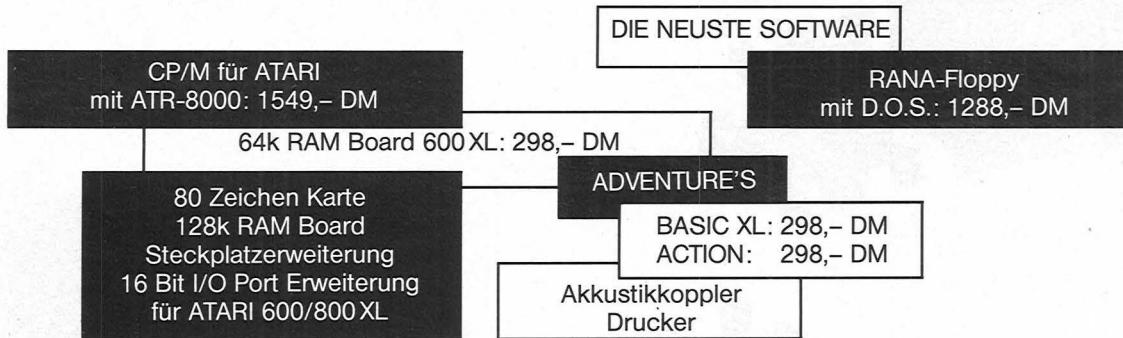 DIE NEUSTE SOFTWARE
CP/M für ATARI
mit ATR-8000: 1549,– DM
RANA-Floppy
mit D.O.S.: 1288,– DM
64k RAM Board 600 XL: 298,– DM
80 Zeichen Karte
128k RAM Board
Steckplatzerweiterung
16 Bit I/O Port Erweiterung
für ATARI 600/800 XL
ADVENTURE'S
BASIC XL: 298,– DM
ACTION: 298,– DM
Akkustikkoppler
Drucker